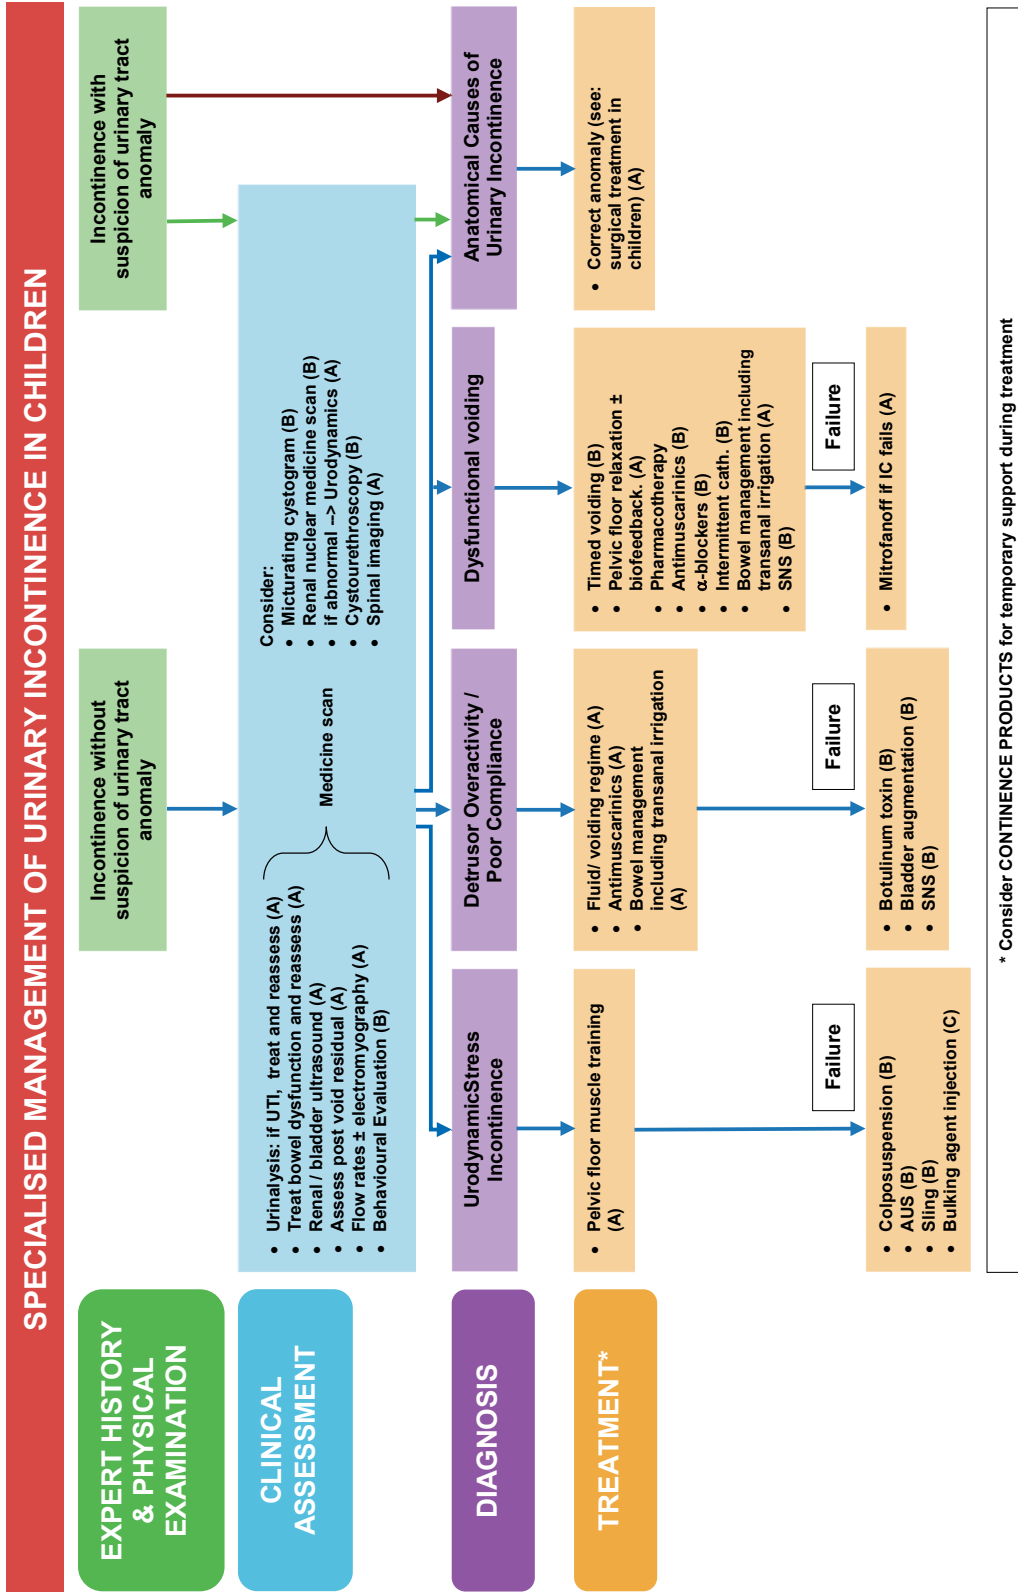 SPECIALISED MANAGEMENT OF URINARY INCONTINENCE IN CHILDREN
EXPERT HISTORY
& PHYSICAL
EXAMINATION
Incontinence without
suspicion of urinary tract
anomaly
Incontinence with
suspicion of urinary tract
anomaly
CLINICAL
ASSESSMENT
• Urinalysis: if UTI, treat and reassess (A)
• Treat bowel dysfunction and reassess (A)
• Renal / bladder ultrasound (A)
• Assess post void residual (A)
• Flow rates ± electromyography (A)
• Behavioural Evaluation (B)
Medicine scan
Consider:
• Micturating cystogram (B)
• Renal nuclear medicine scan (B)
• if abnormal --> Urodynamics (A)
• Cystourethroscopy (B)
• Spinal imaging (A)
DIAGNOSIS
UrodynamicStress
Incontinence
Detrusor Overactivity /
Poor Compliance
Dysfunctional voiding
Anatomical Causes of
Urinary Incontinence
TREATMENT*
• Pelvic floor muscle training
(A)
• Fluid/ voiding regime (A)
• Antimuscarinics (A)
• Bowel management
including transanal irrigation
(A)
• Timed voiding (B)
• Pelvic floor relaxation ±
biofeedback. (A)
• Pharmacotherapy
• Antimuscarinics (B)
• α-blockers (B)
• Intermittent cath. (B)
• Bowel management including
transanal irrigation (A)
• SNS (B)
• Correct anomaly (see:
surgical treatment in
children) (A)
Failure
Failure
Failure
• Colposuspension (B)
• AUS (B)
• Sling (B)
• Bulking agent injection (C)
• Botulinum toxin (B)
• Bladder augmentation (B)
• SNS (B)
• Mitrofanoff if IC fails (A)
* Consider CONTINENCE PRODUCTS for temporary support during treatment